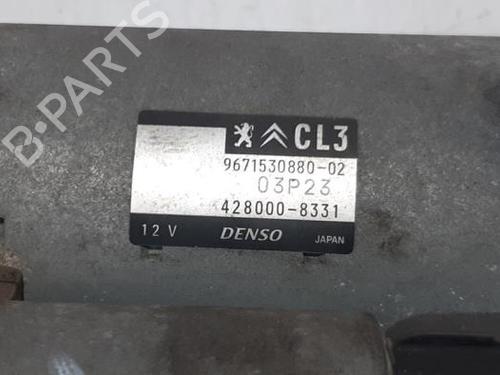 CL3
9671530880-02
03P23
428000-8331
12 V DENSO JAPAN
B-PARTS